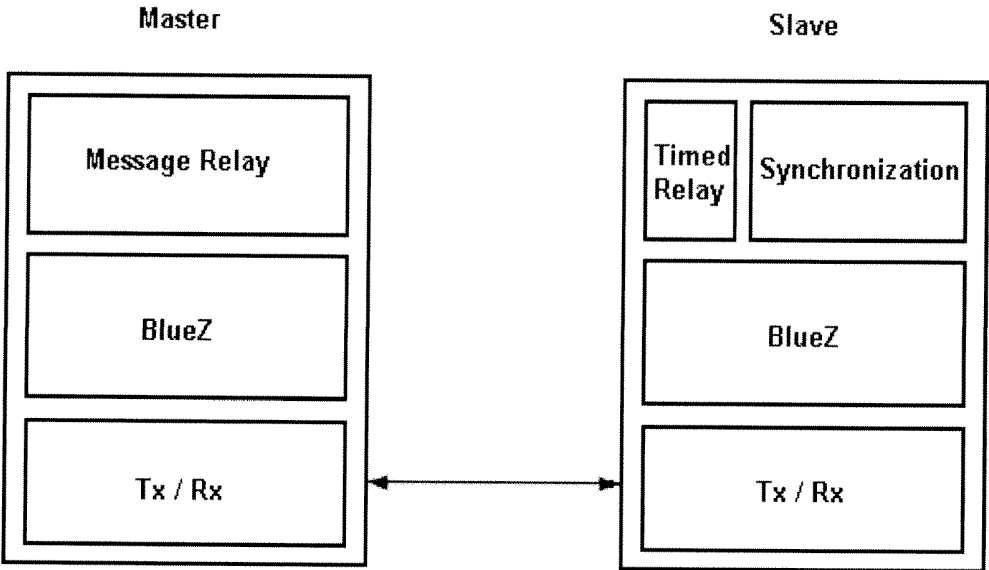 Master
Message Relay
BlueZ
Tx / Rx
Slave
Timed
Relay
Synchronization
BlueZ
Tx / Rx